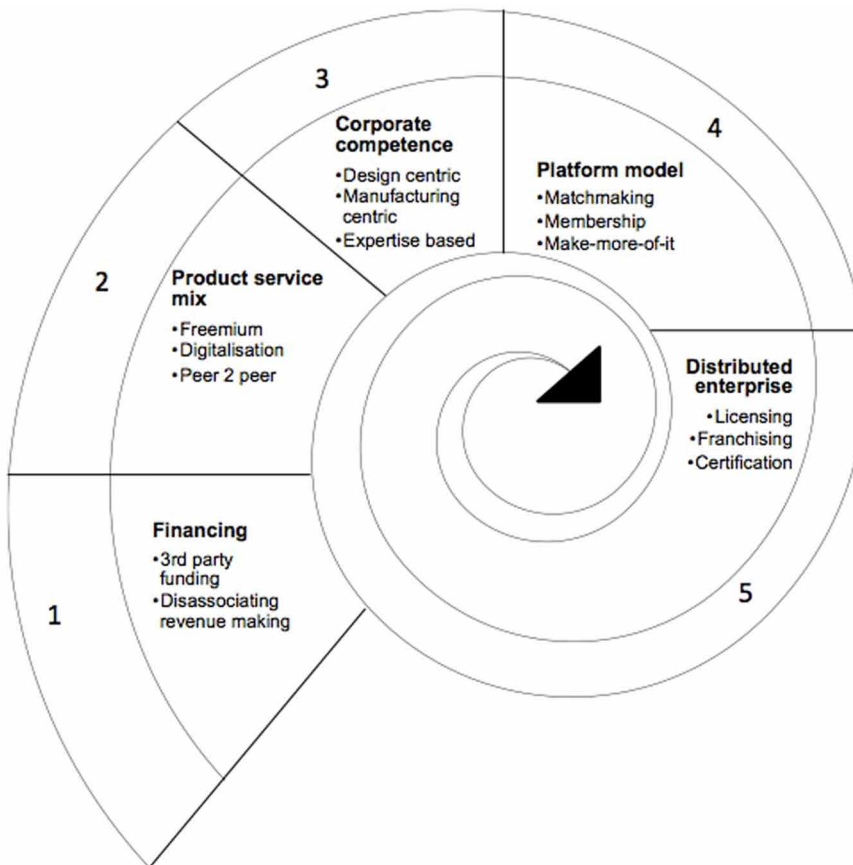 1
Financing
•3rd party
funding
•Disassociating
revenue making
2
Product service
mix
•Freemium
•Digitalisation
•Peer 2 peer
3
Corporate
competence
•Design centric
•Manufacturing
centric
•Expertise based
4
Platform model
•Matchmaking
•Membership
•Make-more-of-it
5
Distributed
enterprise
•Licensing
•Franchising
•Certification